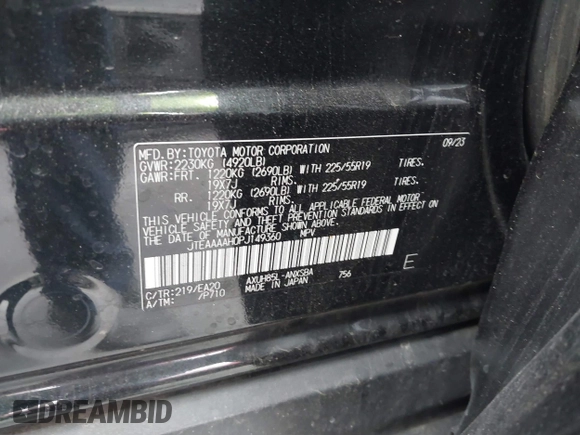 MFD.BY:TOYOTA MOTOR CORPORATION 09/23
GVWR:2230KG (4920LB)
GAWR:FRT. 1220KG (2690LB) WITH 225/55R19 TIRES.
19X7J RIMS.
RR. 1220KG (2690LB) WITH 225/55R19 TIRES.
19X7J RIMS.
THIS VEHICLE CONFORMS TO ALL APPLICABLE FEDERAL MOTOR
VEHICLE SAFETY AND THEFT PREVENTION STANDARDS IN EFFECT ON
THE DATE OF MANUFACTURE SHOWN ABOVE.
JTEAAAAH0PJ149360 MPV
C/TR:219/EA20 AXUH85L-ANXSBA 756
A/TM: /P710 MADE IN JAPAN E
DREAMBID